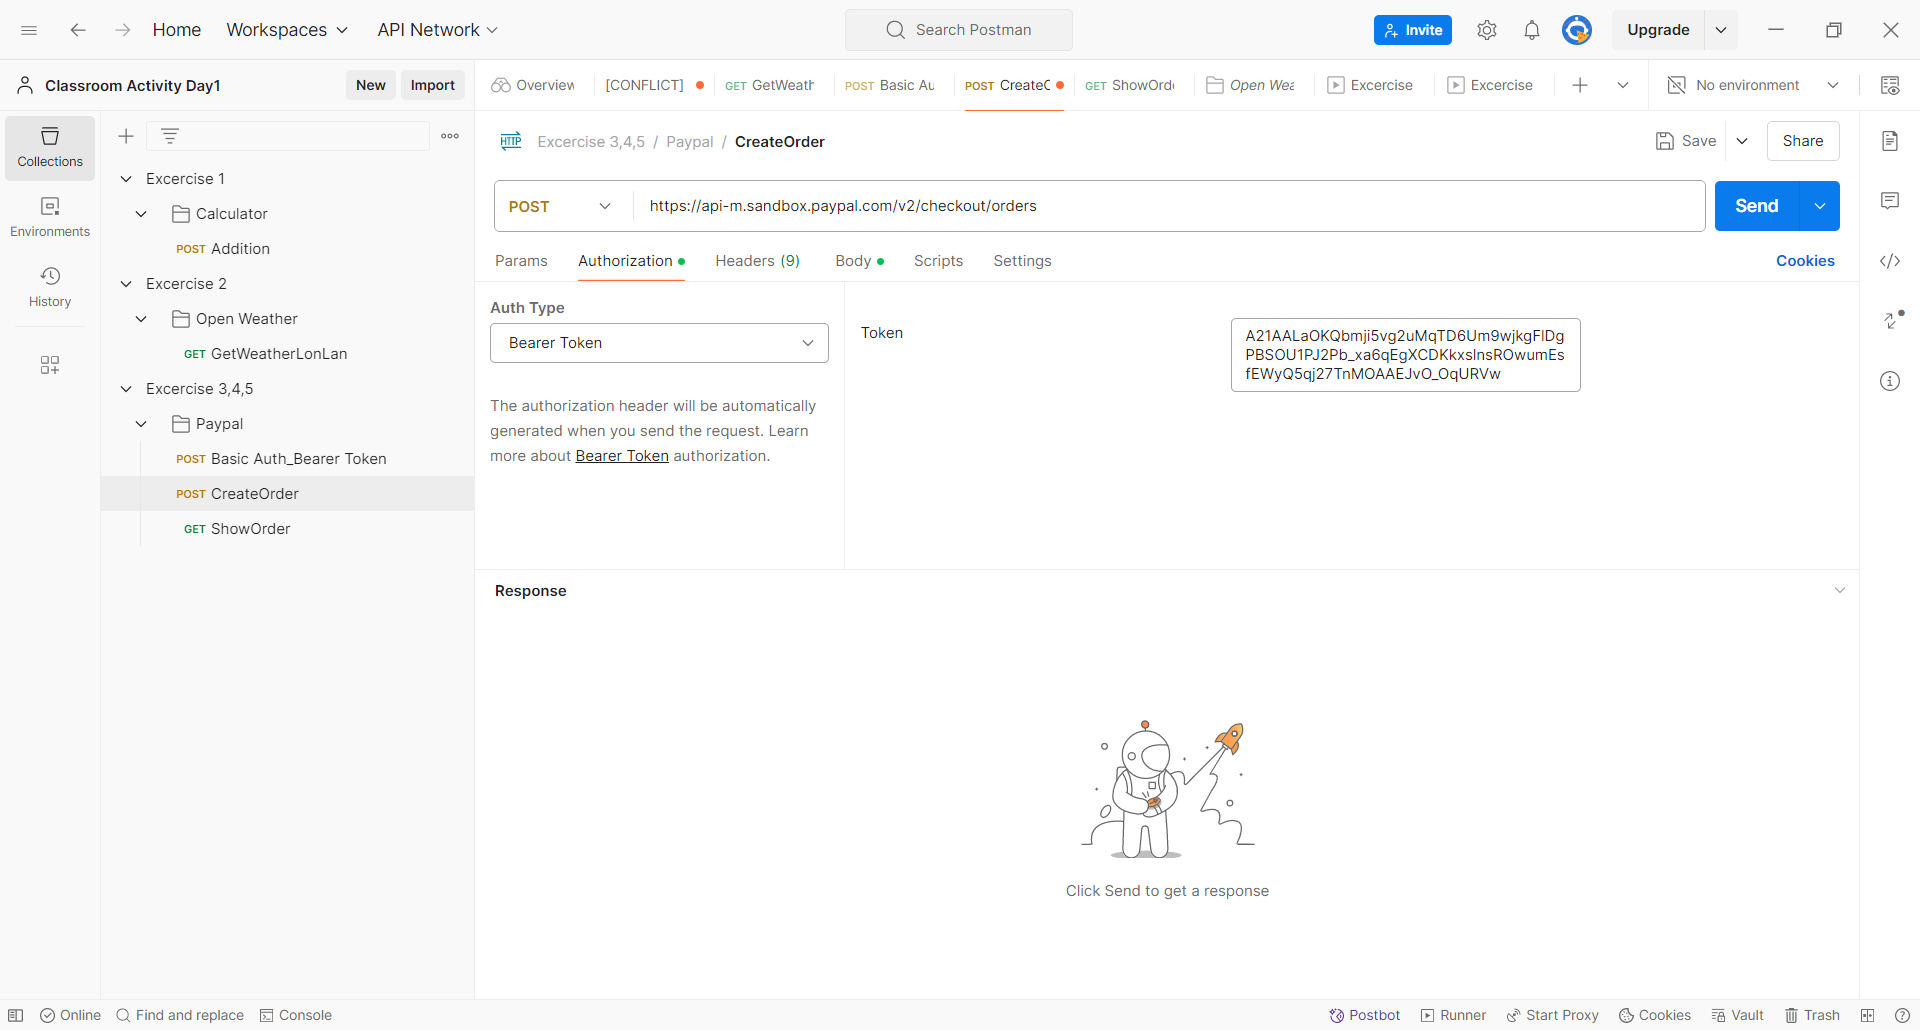 Home
Workspaces
API Network
Search Postman
Invite
Upgrade
Classroom Activity Day1
New
Import
Overview
[CONFLICT]
GET GetWeath
POST Basic Au
POST CreateC
GET ShowOrde
Open Wea
Excercise
Excercise
No environment
Collections
Environments
History
Excercise 1
Calculator
POST Addition
Excercise 2
Open Weather
GET GetWeatherLonLan
Excercise 3,4,5
Paypal
POST Basic Auth_Bearer Token
POST CreateOrder
GET ShowOrder
HTTP
Excercise 3,4,5 / Paypal / CreateOrder
Save
Share
POST
https://api-m.sandbox.paypal.com/v2/checkout/orders
Send
Params
Authorization
Headers (9)
Body
Scripts
Settings
Cookies
Auth Type
Bearer Token
The authorization header will be automatically
generated when you send the request. Learn
more about Bearer Token authorization.
Token
A21AALaOKQbmji5vg2uMqTD6Um9wjkgFlDg
PBSOU1PJ2Pb_xa6qEgXCDKkxslnsROwumEs
fEWyQ5qj27TnMOAAEJvO_OqURVw
Response
Click Send to get a response
Online
Find and replace
Console
Postbot
Runner
Start Proxy
Cookies
Vault
Trash